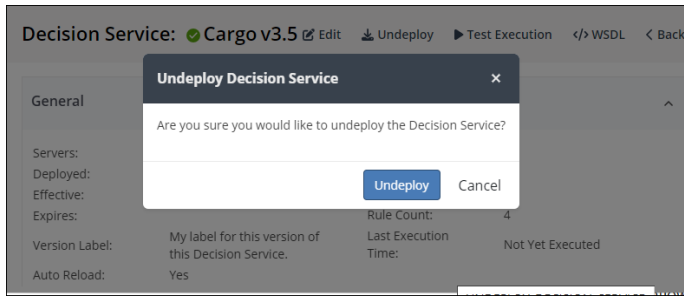 Decision Service: Cargo v3.5 Edit Undeploy Test Execution </> WSDL Back
Undeploy Decision Service ×
General
Are you sure you would like to undeploy the Decision Service?
Servers:
Deployed:
Undeploy Cancel
Effective:
Expires:
Rule Count: 4
Version Label: My label for this version of
this Decision Service.
Last Execution
Time: Not Yet Executed
Auto Reload: Yes